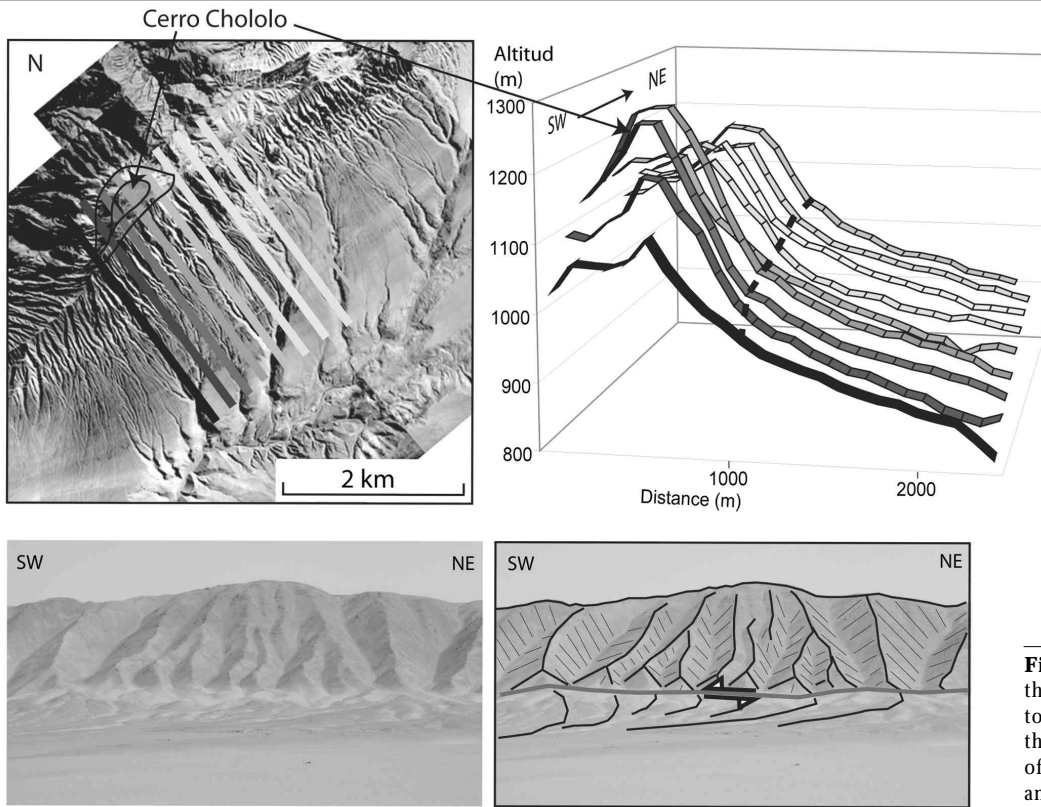 Cerro Chololo
N
2 km
Altitud
(m)
1300
1200
1100
1000
900
800
SW
NE
1000
2000
Distance (m)
SW
NE
SW
NE
Fi
th
to
th
of
an